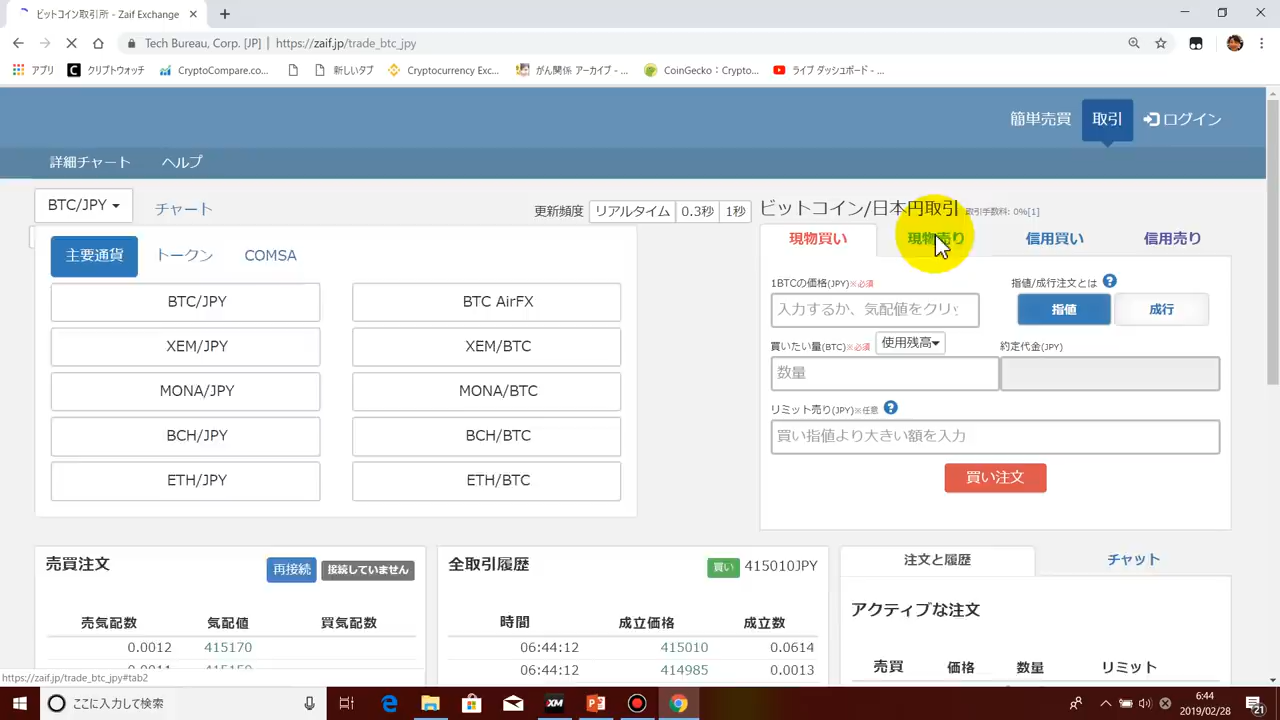 ビットコイン取引所 - Zaif Exchange
Tech Bureau, Corp. [JP] | https://zaif.jp/trade_btc_jpy
アプリ クリプトウォッチ CryptoCompare.co... 新しいタブ Cryptocurrency Exc... がん関係 アーカイブ - ... CoinGecko：Crypto... ライブ ダッシュボード - ...
簡単売買 取引 ログイン
詳細チャート ヘルプ
BTC/JPY チャート 更新頻度 リアルタイム 0.3秒 1秒
主要通貨 トークン COMSA
BTC/JPY BTC AirFX
XEM/JPY XEM/BTC
MONA/JPY MONA/BTC
BCH/JPY BCH/BTC
ETH/JPY ETH/BTC
ビットコイン/日本円取引 取引手数料: 0%[1]
現物買い 現物売り 信用買い 信用売り
1BTCの価格(JPY)※必須 指値/成行注文とは ?
入力するか、気配値をクリッ 指値 成行
買いたい量(BTC)※必須 使用残高 約定代金(JPY)
数量
リミット売り(JPY)※任意 ?
買い指値より大きい額を入力
買い注文
売買注文 再接続 接続していません
売気配数 気配値 買気配数
0.0012 415170
0.0011 415150
全取引履歴 買い 415010JPY
時間 成立価格 成立数
06:44:12 415010 0.0614
06:44:12 414985 0.0013
注文と履歴 チャット
アクティブな注文
売買 価格 数量 リミット
https://zaif.jp/trade_btc_jpy#tab2
ここに入力して検索
XM
6:44
2019/02/28
21